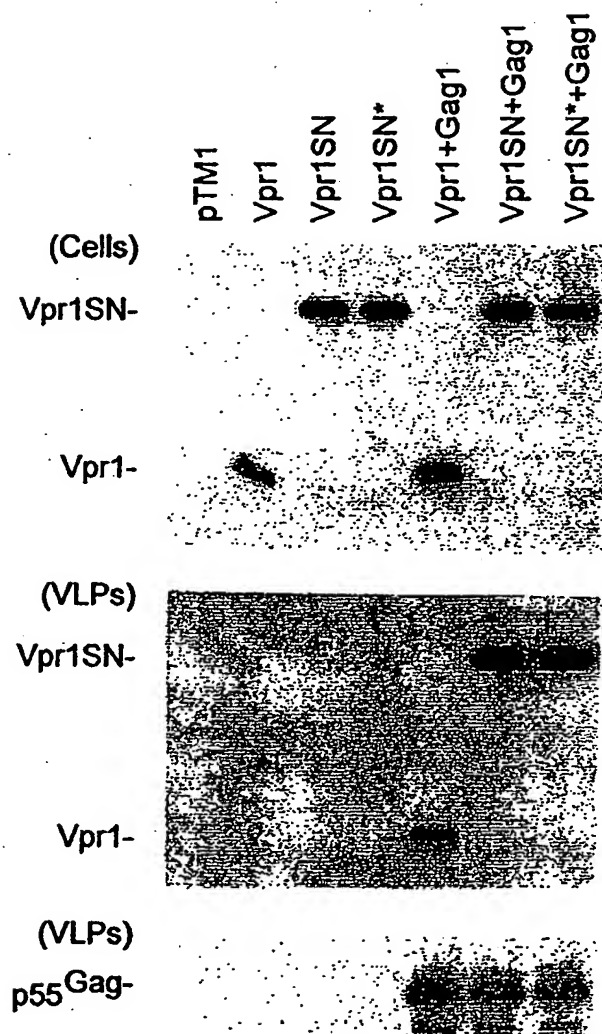 pTM1
Vpr1
Vpr1SN
Vpr1SN*
Vpr1+Gag1
Vpr1SN+Gag1
Vpr1SN*+Gag1
(Cells)
Vpr1SN-
Vpr1-
(VLPs)
Vpr1SN-
Vpr1-
(VLPs)
p55Gag-